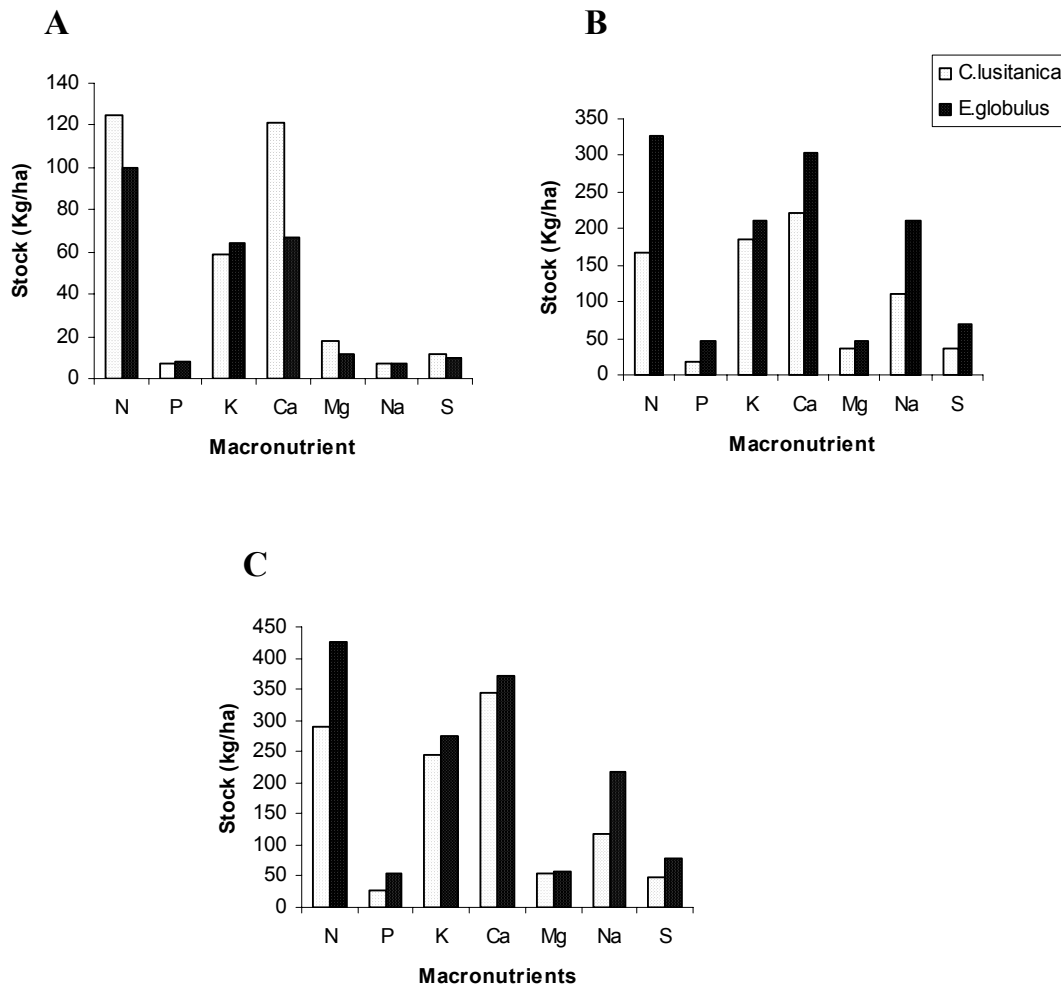 A
Stock (Kg/ha)
140
120
100
80
60
40
20
0
N P K Ca Mg Na S
Macronutrient
B
C.lusitanica
E.globulus
Stock (Kg/ha)
350
300
250
200
150
100
50
0
N P K Ca Mg Na S
Macronutrient
C
Stock (kg/ha)
450
400
350
300
250
200
150
100
50
0
N P K Ca Mg Na S
Macronutrients